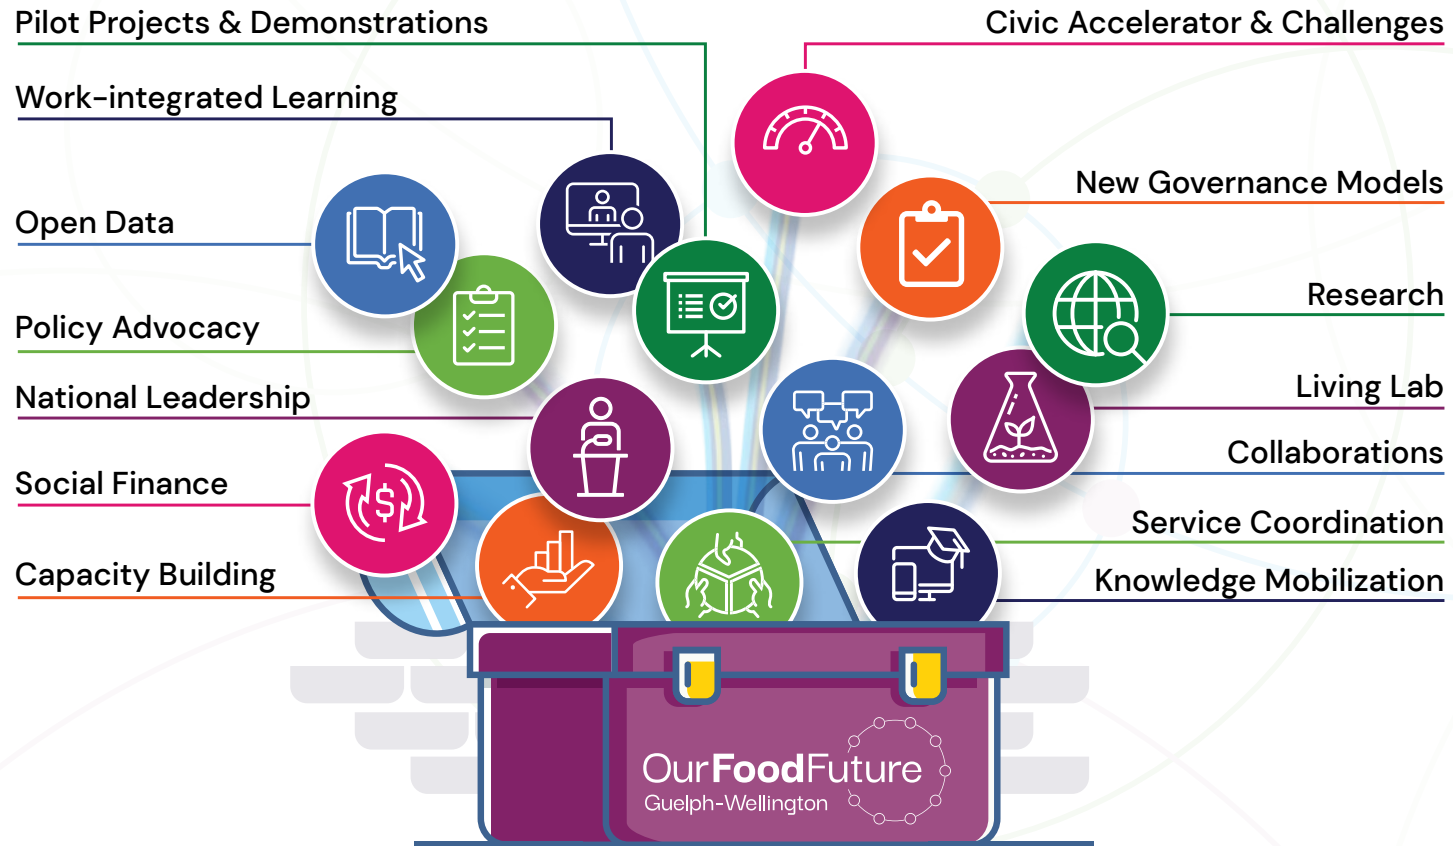 Pilot Projects & Demonstrations
Work-integrated Learning
Open Data
Policy Advocacy
National Leadership
Social Finance
Capacity Building
Civic Accelerator & Challenges
New Governance Models
Research
Living Lab
Collaborations
Service Coordination
Knowledge Mobilization
$
OurFoodFuture
Guelph-Wellington